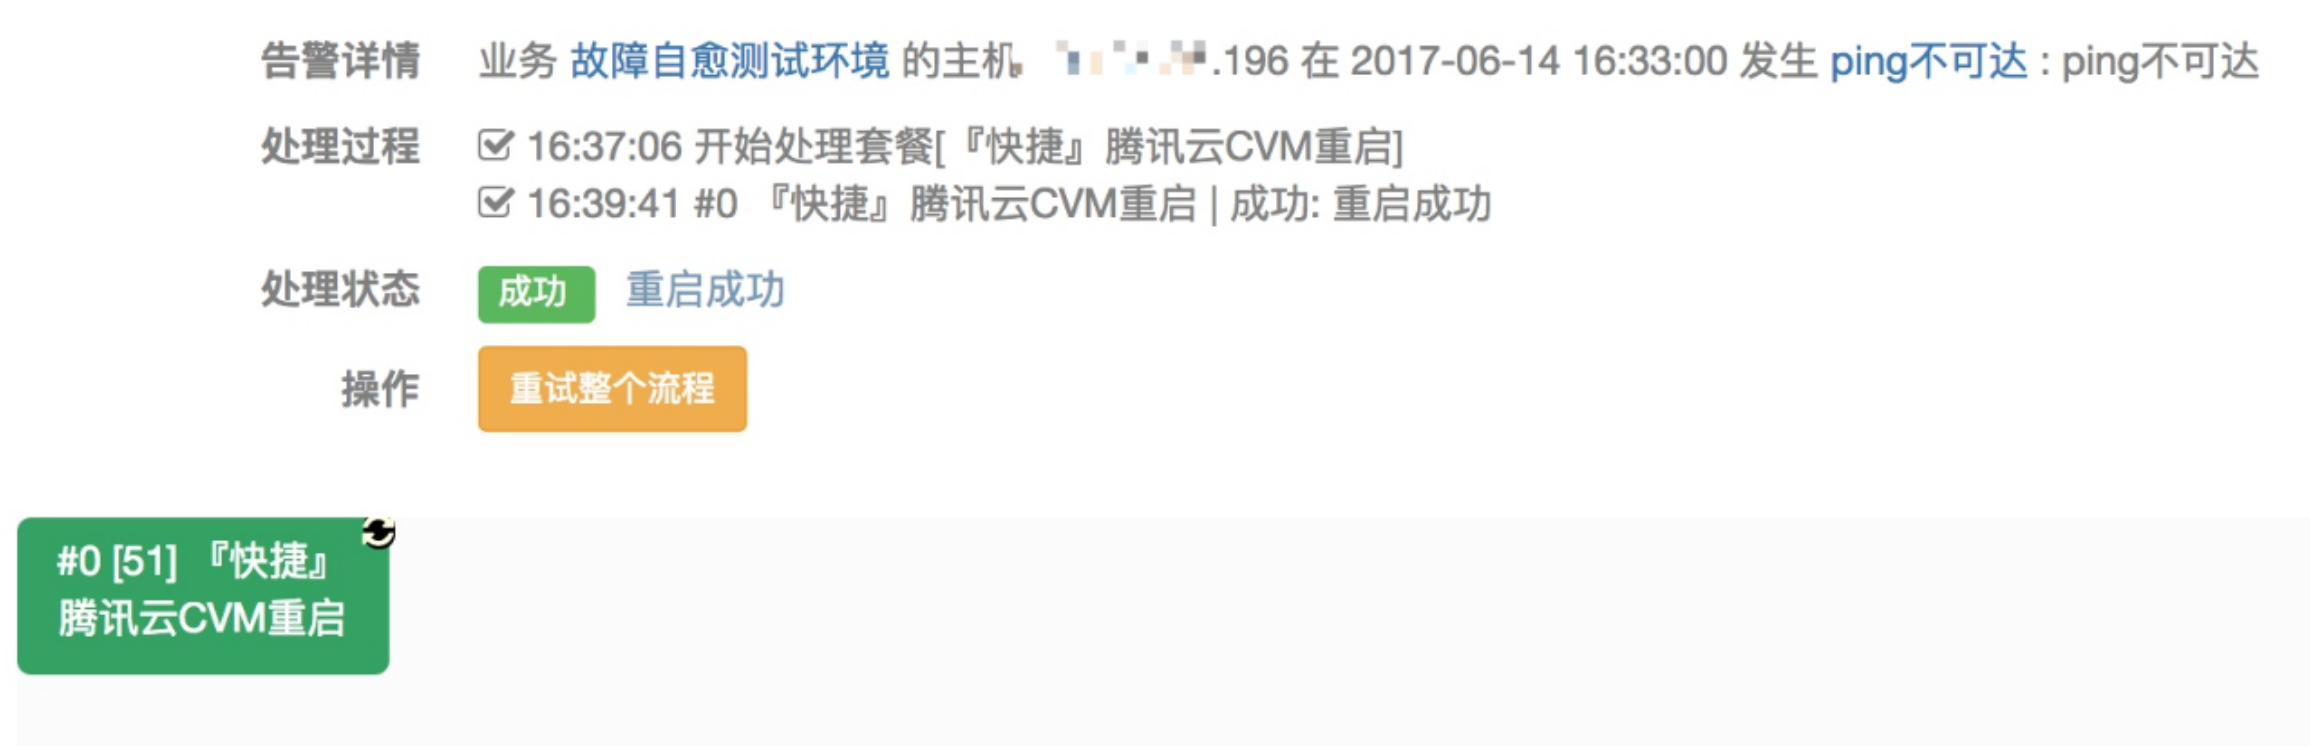 告警详情 业务 故障自愈测试环境 的主机 .196 在 2017-06-14 16:33:00 发生 ping不可达 : ping不可达
处理过程 16:37:06 开始处理套餐[『快捷』腾讯云CVM重启]
16:39:41 #0 『快捷』腾讯云CVM重启 | 成功: 重启成功
处理状态 成功 重启成功
操作 重试整个流程
#0 [51] 『快捷』
腾讯云CVM重启